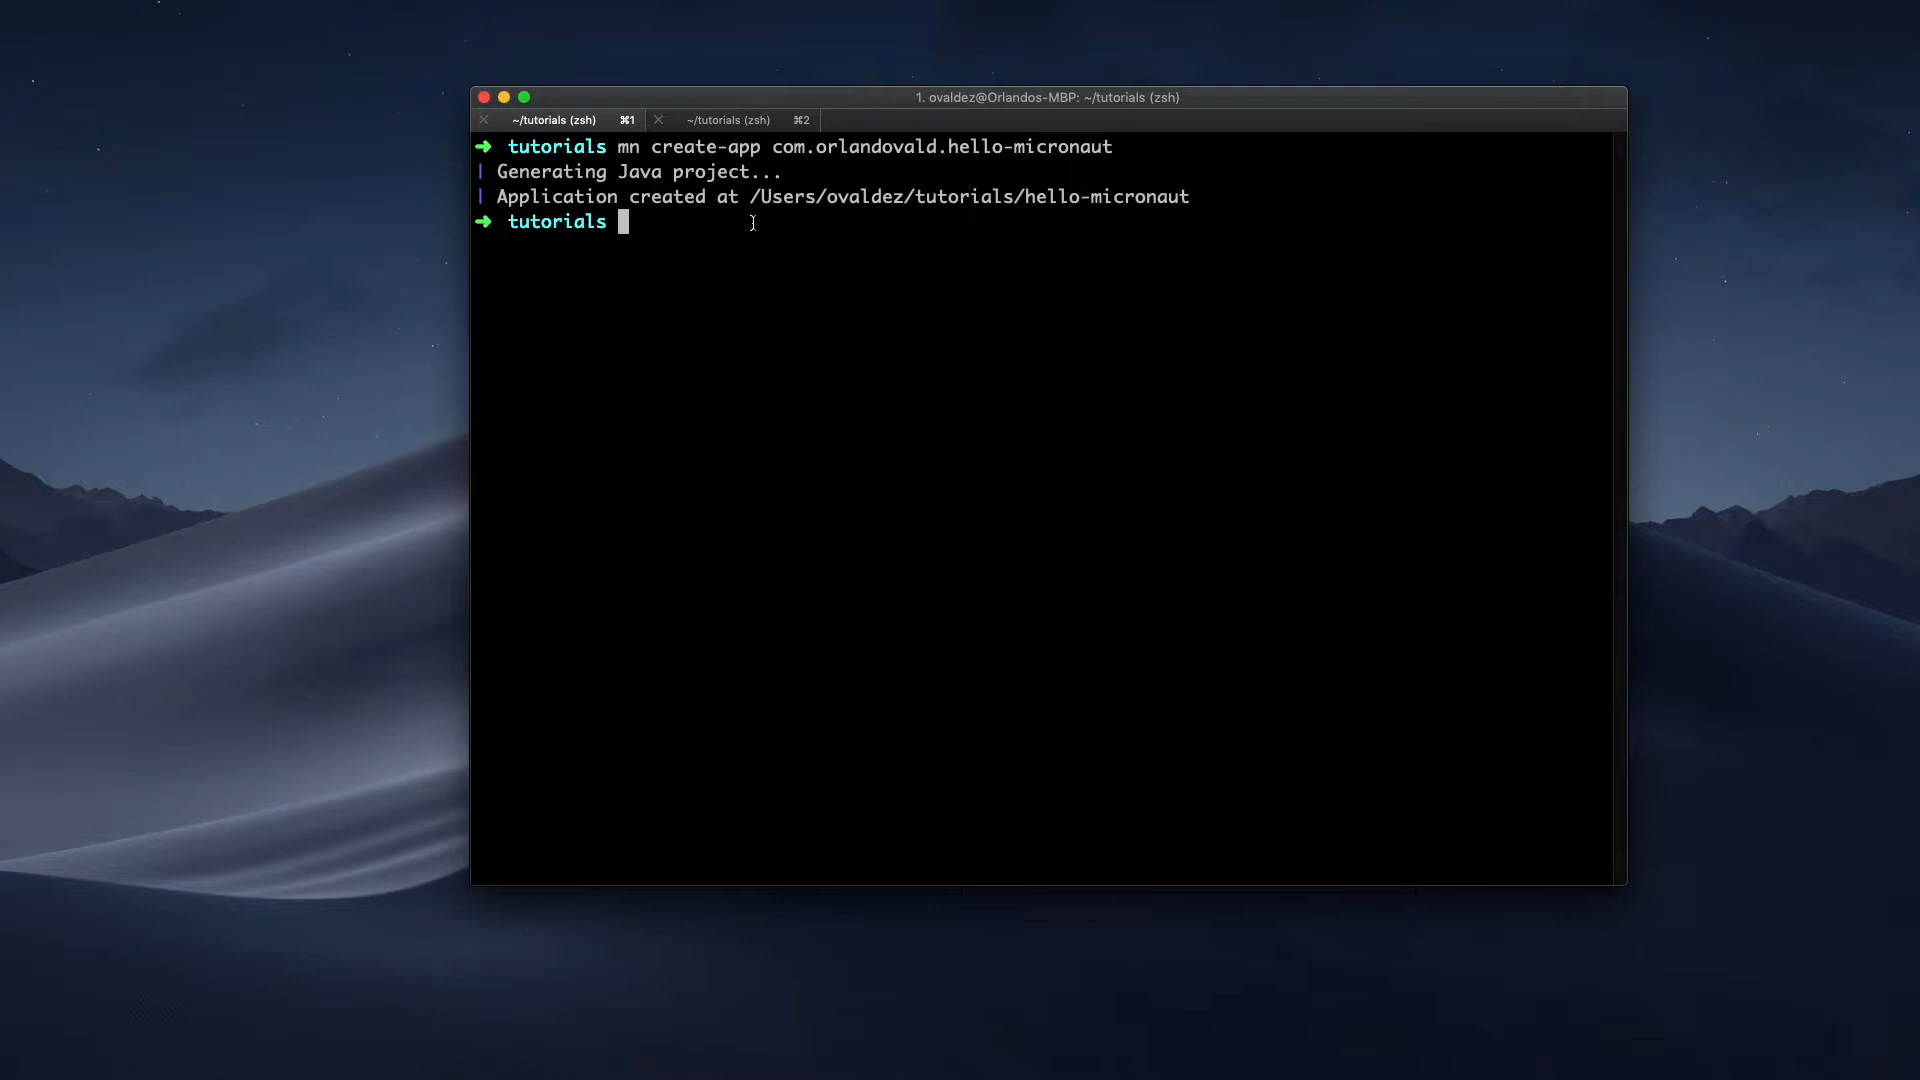 1. ovaldez@Orlandos-MBP: ~/tutorials (zsh)
~/tutorials (zsh) ⌘1 ~/tutorials (zsh) ⌘2
➜ tutorials mn create-app com.orlandovald.hello-micronaut
| Generating Java project...
| Application created at /Users/ovaldez/tutorials/hello-micronaut
➜ tutorials